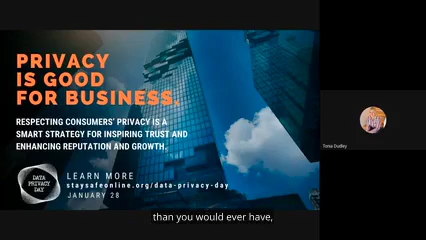 PRIVACY
IS GOOD
FOR BUSINESS.
RESPECTING CONSUMERS' PRIVACY IS A
SMART STRATEGY FOR INSPIRING TRUST AND
ENHANCING REPUTATION AND GROWTH.
DATA
PRIVACY
DAY
LEARN MORE
staysafeonline.org/data-privacy-day
JANUARY 28
Tonia Dudley
than you would ever have,